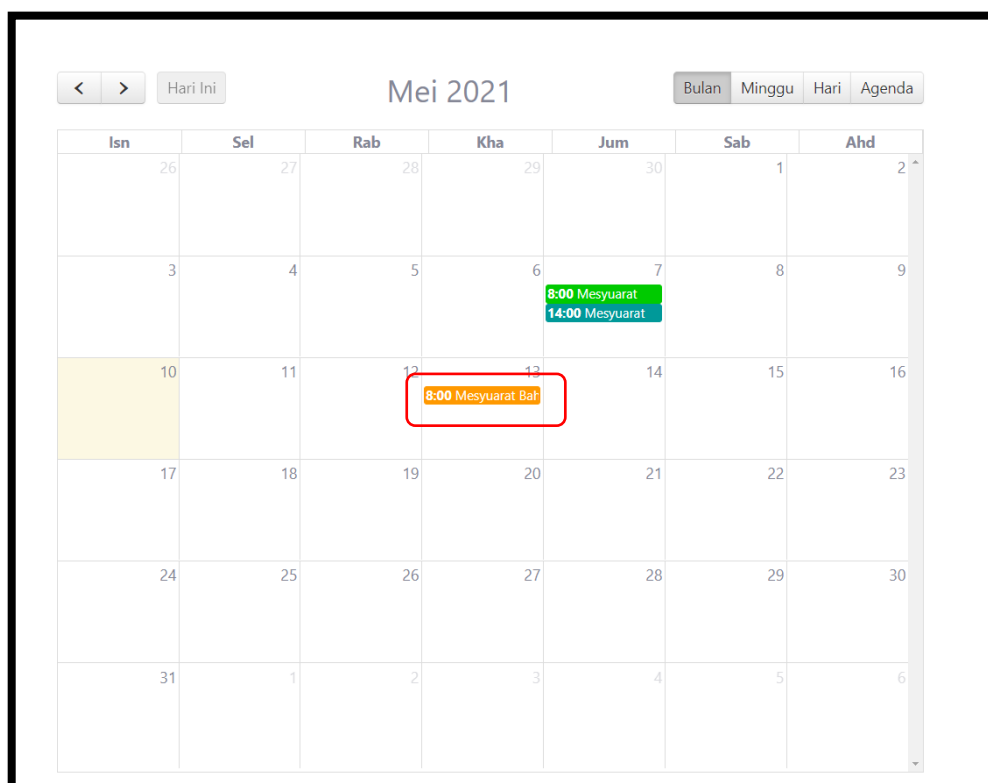 Hari Ini Mei 2021 Bulan Minggu Hari Agenda
Isn Sel Rab Kha Jum Sab Ahd
26 27 28 29 30 1 2
3 4 5 6 7 8 9
8:00 Mesyuarat
14:00 Mesyuarat
10 11 12 13 14 15 16
8:00 Mesyuarat Bah
17 18 19 20 21 22 23
24 25 26 27 28 29 30
31 1 2 3 4 5 6